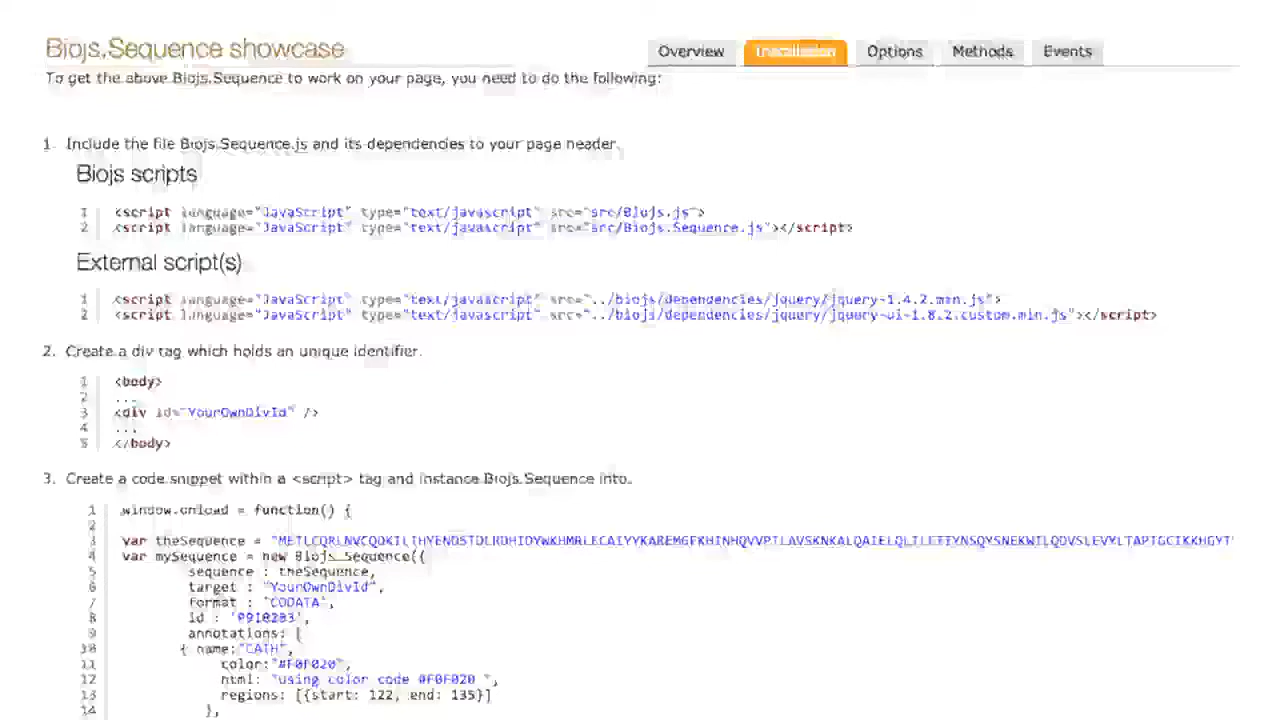 Biojs.Sequence showcase
Overview
Installation
Options
Methods
Events
To get the above Biojs.Sequence to work on your page, you need to do the following:
1. Include the file Biojs.Sequence.js and its dependencies to your page header.
Biojs scripts
1 <script language="JavaScript" type="text/javascript" src="src/Biojs.js">
2 <script language="JavaScript" type="text/javascript" src="src/Biojs.Sequence.js"></script>
External script(s)
1 <script language="JavaScript" type="text/javascript" src="../biojs/dependencies/jquery/jquery-1.4.2.min.js">
2 <script language="JavaScript" type="text/javascript" src="../biojs/dependencies/jquery/jquery-ui-1.8.2.custom.min.js"></script>
2. Create a div tag which holds an unique identifier.
1 <body>
2 ...
3 <div id="YourOwnDivId" />
4 ...
5 </body>
3. Create a code snippet within a <script> tag and instance Biojs.Sequence into.
1 window.onload = function() {
2
3 var theSequence =
4 var mySequence = new Biojs.Sequence({
5 sequence : theSequence,
6 target : "YourOwnDivId",
7 format : "CODATA",
8 id :
9 annotations: [
10 { name:"CATH",
11 color:"#F0F020",
12 html: "using color code #F0F020 ",
13 regions: [{start: 122, end: 135}]
14 },